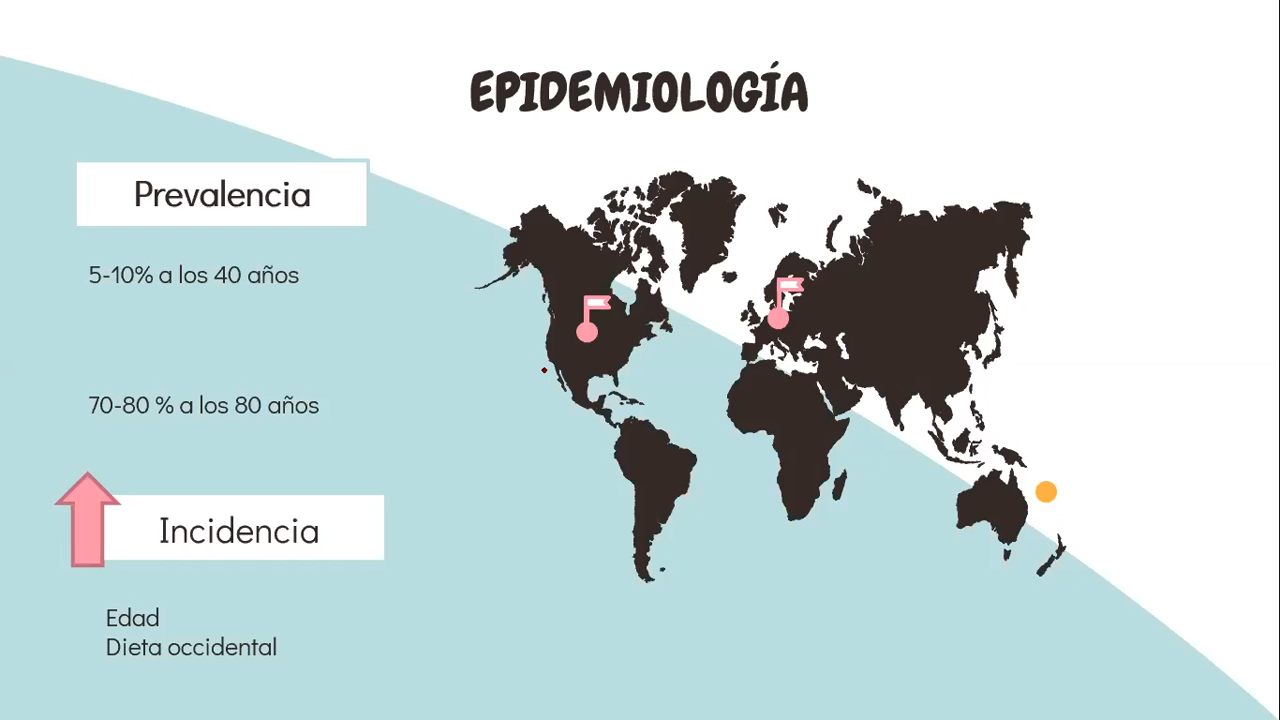 EPIDEMIOLOGÍA
Prevalencia
5-10% a los 40 años
70-80 % a los 80 años
Incidencia
Edad
Dieta occidental